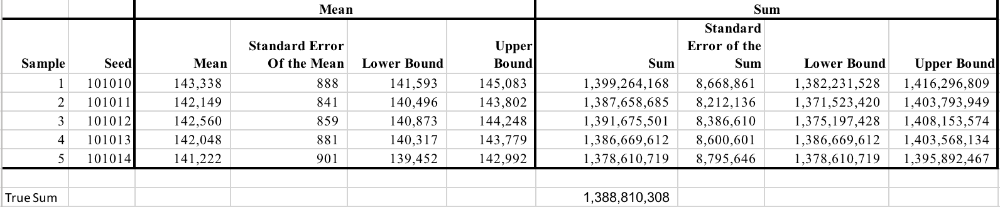 Mean Sum
Standard
Standard Error Upper Error of the
Sample Seed Mean Of the Mean Lower Bound Bound Sum Sum Lower Bound Upper Bound
1 101010 143,338 888 141,593 145,083 1,399,264,168 8,668,861 1,382,231,528 1,416,296,809
2 101011 142,149 841 140,496 143,802 1,387,658,685 8,212,136 1,371,523,420 1,403,793,949
3 101012 142,560 859 140,873 144,248 1,391,675,501 8,386,610 1,375,197,428 1,408,153,574
4 101013 142,048 881 140,317 143,779 1,386,669,612 8,600,601 1,386,669,612 1,403,568,134
5 101014 141,222 901 139,452 142,992 1,378,610,719 8,795,646 1,378,610,719 1,395,892,467
True Sum 1,388,810,308